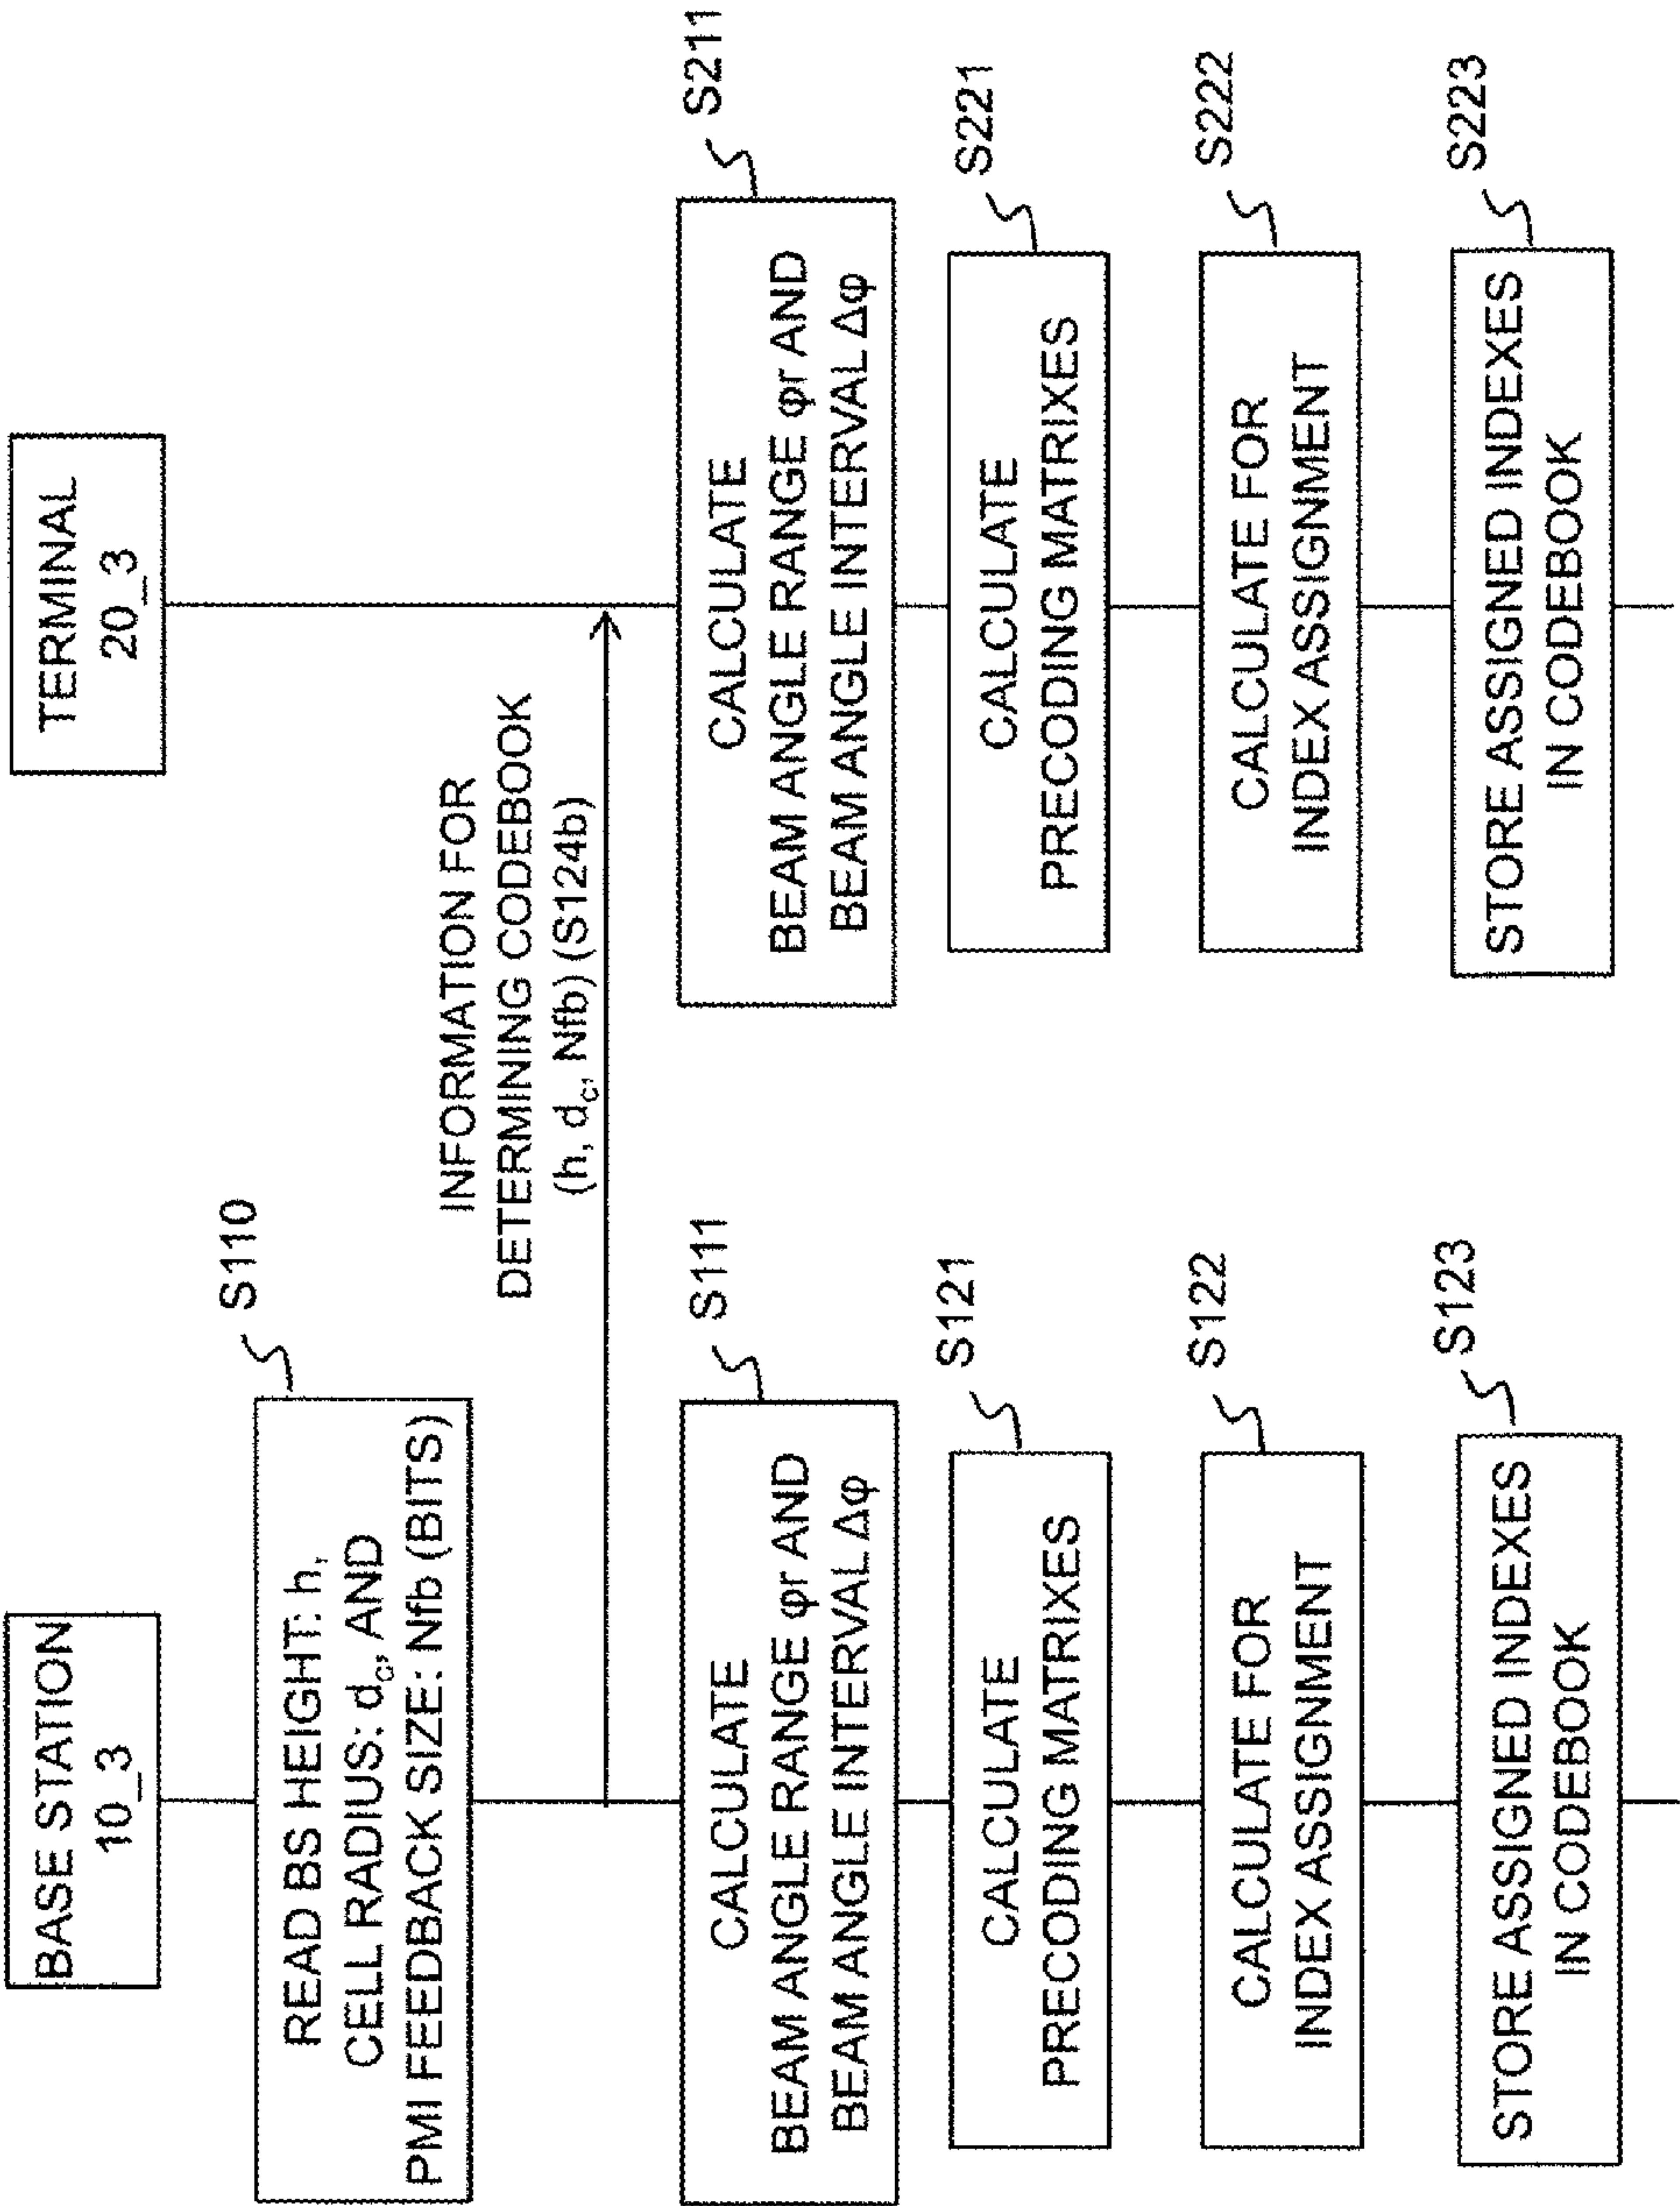 BASE STATION
10_3
TERMINAL
20_3
S110
READ BS HEIGHT: h,
CELL RADIUS: dc, AND
PMI FEEDBACK SIZE: Nfb (BITS)
INFORMATION FOR
DETERMINING CODEBOOK
(h, dc, Nfb) (S124b)
S111
CALCULATE
BEAM ANGLE RANGE φr AND
BEAM ANGLE INTERVAL Δφ
S211
CALCULATE
BEAM ANGLE RANGE φr AND
BEAM ANGLE INTERVAL Δφ
S121
CALCULATE
PRECODING MATRIXES
S221
CALCULATE
PRECODING MATRIXES
S122
CALCULATE FOR
INDEX ASSIGNMENT
S222
CALCULATE FOR
INDEX ASSIGNMENT
S123
STORE ASSIGNED INDEXES
IN CODEBOOK
S223
STORE ASSIGNED INDEXES
IN CODEBOOK